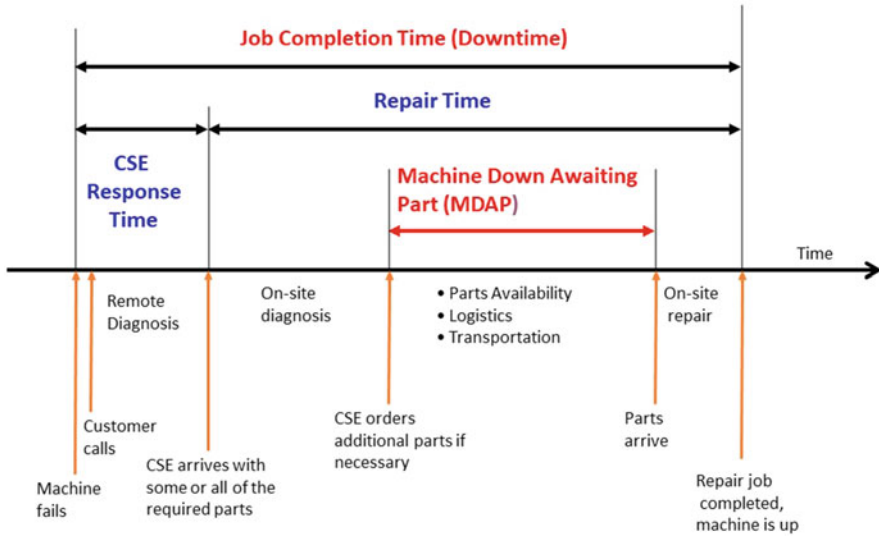 Job Completion Time (Downtime)
Repair Time
CSE
Response
Time
Machine Down Awaiting
Part (MDAP)
Time
Remote
Diagnosis
On-site
diagnosis
• Parts Availability
• Logistics
• Transportation
On-site
repair
Customer
calls
CSE orders
additional parts if
necessary
Parts
arrive
Machine
fails
CSE arrives with
some or all of the
required parts
Repair job
completed,
machine is up